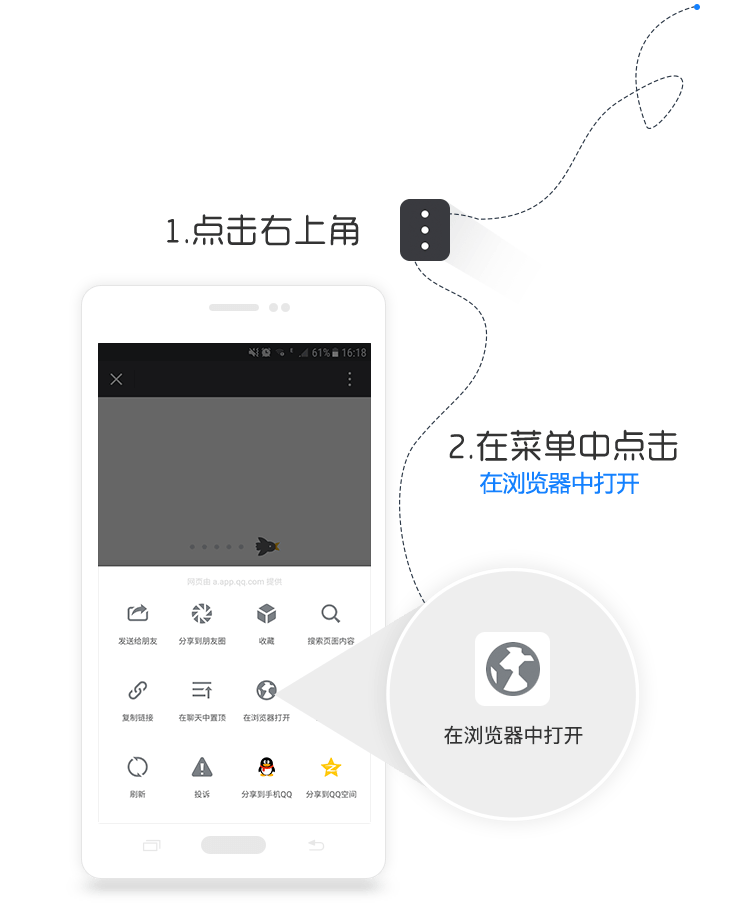 1.点击右上角
61% 16:18
2.在菜单中点击
在浏览器中打开
网页由 a.app.qq.com 提供
发送给朋友 分享到朋友圈 收藏 搜索页面内容
复制链接 在聊天中置顶 在浏览器打开
在浏览器中打开
刷新 投诉 分享到手机QQ 分享到QQ空间